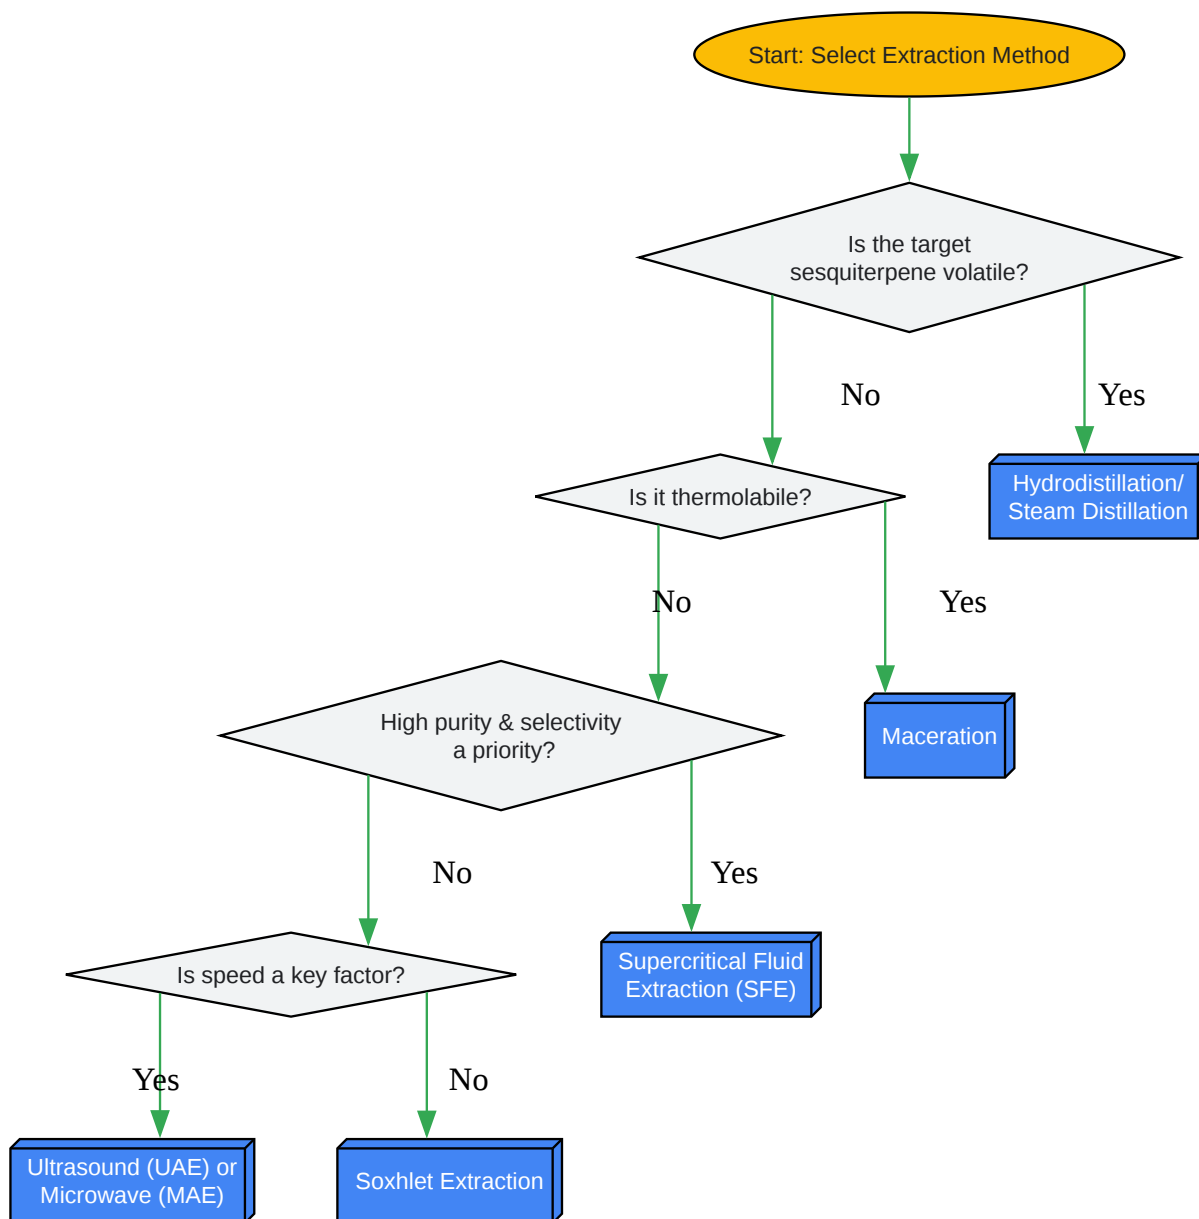 Start: Select Extraction Method
Is the target
sesquiterpene volatile?
No
Yes
Hydrodistillation/
Steam Distillation
Is it thermolabile?
No
Yes
Maceration
High purity & selectivity
a priority?
No
Yes
Supercritical Fluid
Extraction (SFE)
Is speed a key factor?
Yes
No
Ultrasound (UAE) or
Microwave (MAE)
Soxhlet Extraction